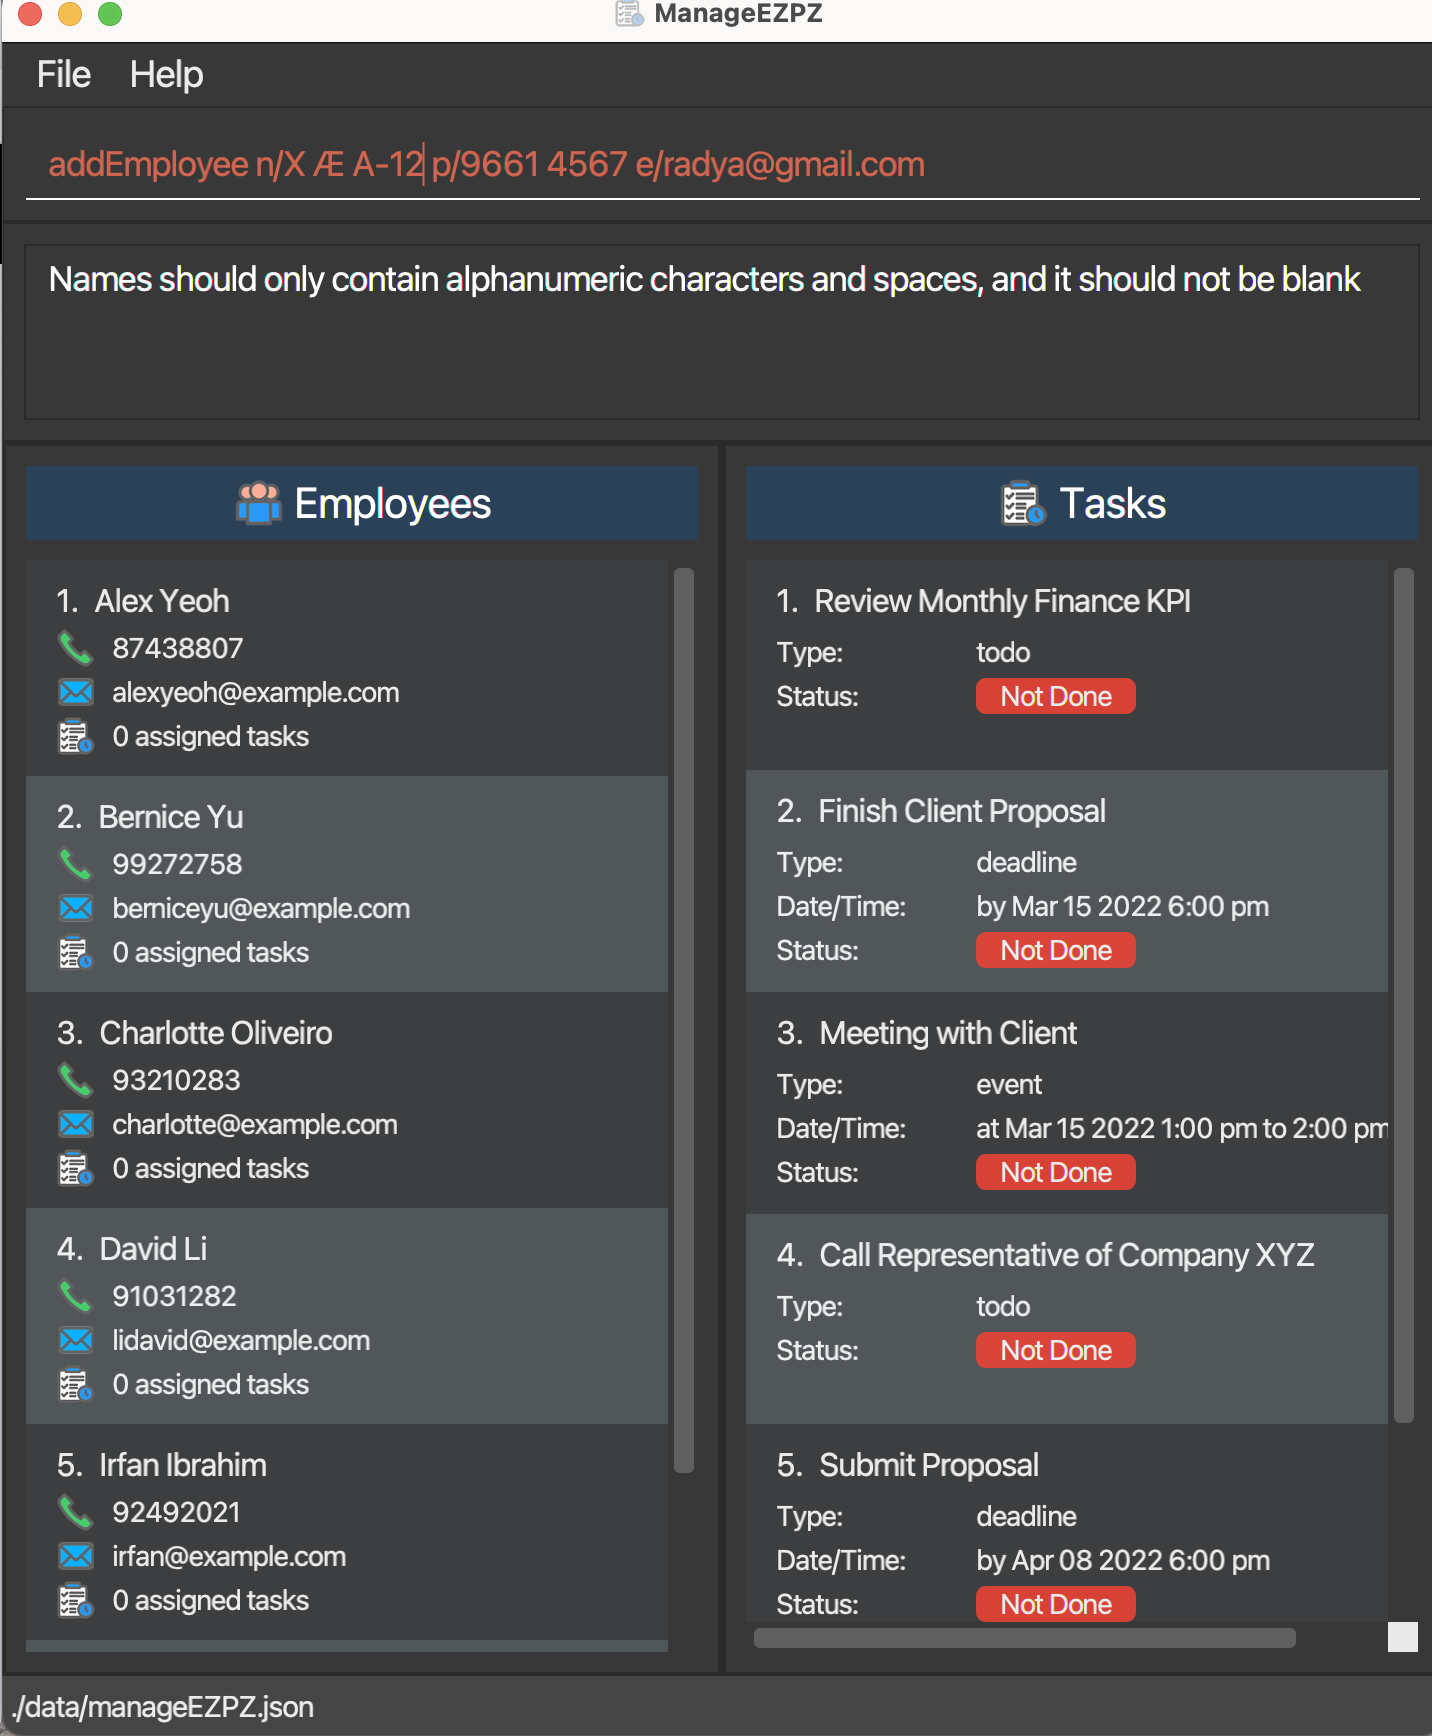 ManageEZPZ
File Help
addEmployee n/X Æ A-12 p/9661 4567 e/radya@gmail.com
Names should only contain alphanumeric characters and spaces, and it should not be blank
Employees
1. Alex Yeoh
87438807
alexyeoh@example.com
0 assigned tasks
2. Bernice Yu
99272758
berniceyu@example.com
0 assigned tasks
3. Charlotte Oliveiro
93210283
charlotte@example.com
0 assigned tasks
4. David Li
91031282
lidavid@example.com
0 assigned tasks
5. Irfan Ibrahim
92492021
irfan@example.com
0 assigned tasks
Tasks
1. Review Monthly Finance KPI
Type: todo
Status: Not Done
2. Finish Client Proposal
Type: deadline
Date/Time: by Mar 15 2022 6:00 pm
Status: Not Done
3. Meeting with Client
Type: event
Date/Time: at Mar 15 2022 1:00 pm to 2:00 pm
Status: Not Done
4. Call Representative of Company XYZ
Type: todo
Status: Not Done
5. Submit Proposal
Type: deadline
Date/Time: by Apr 08 2022 6:00 pm
Status: Not Done
./data/manageEZPZ.json